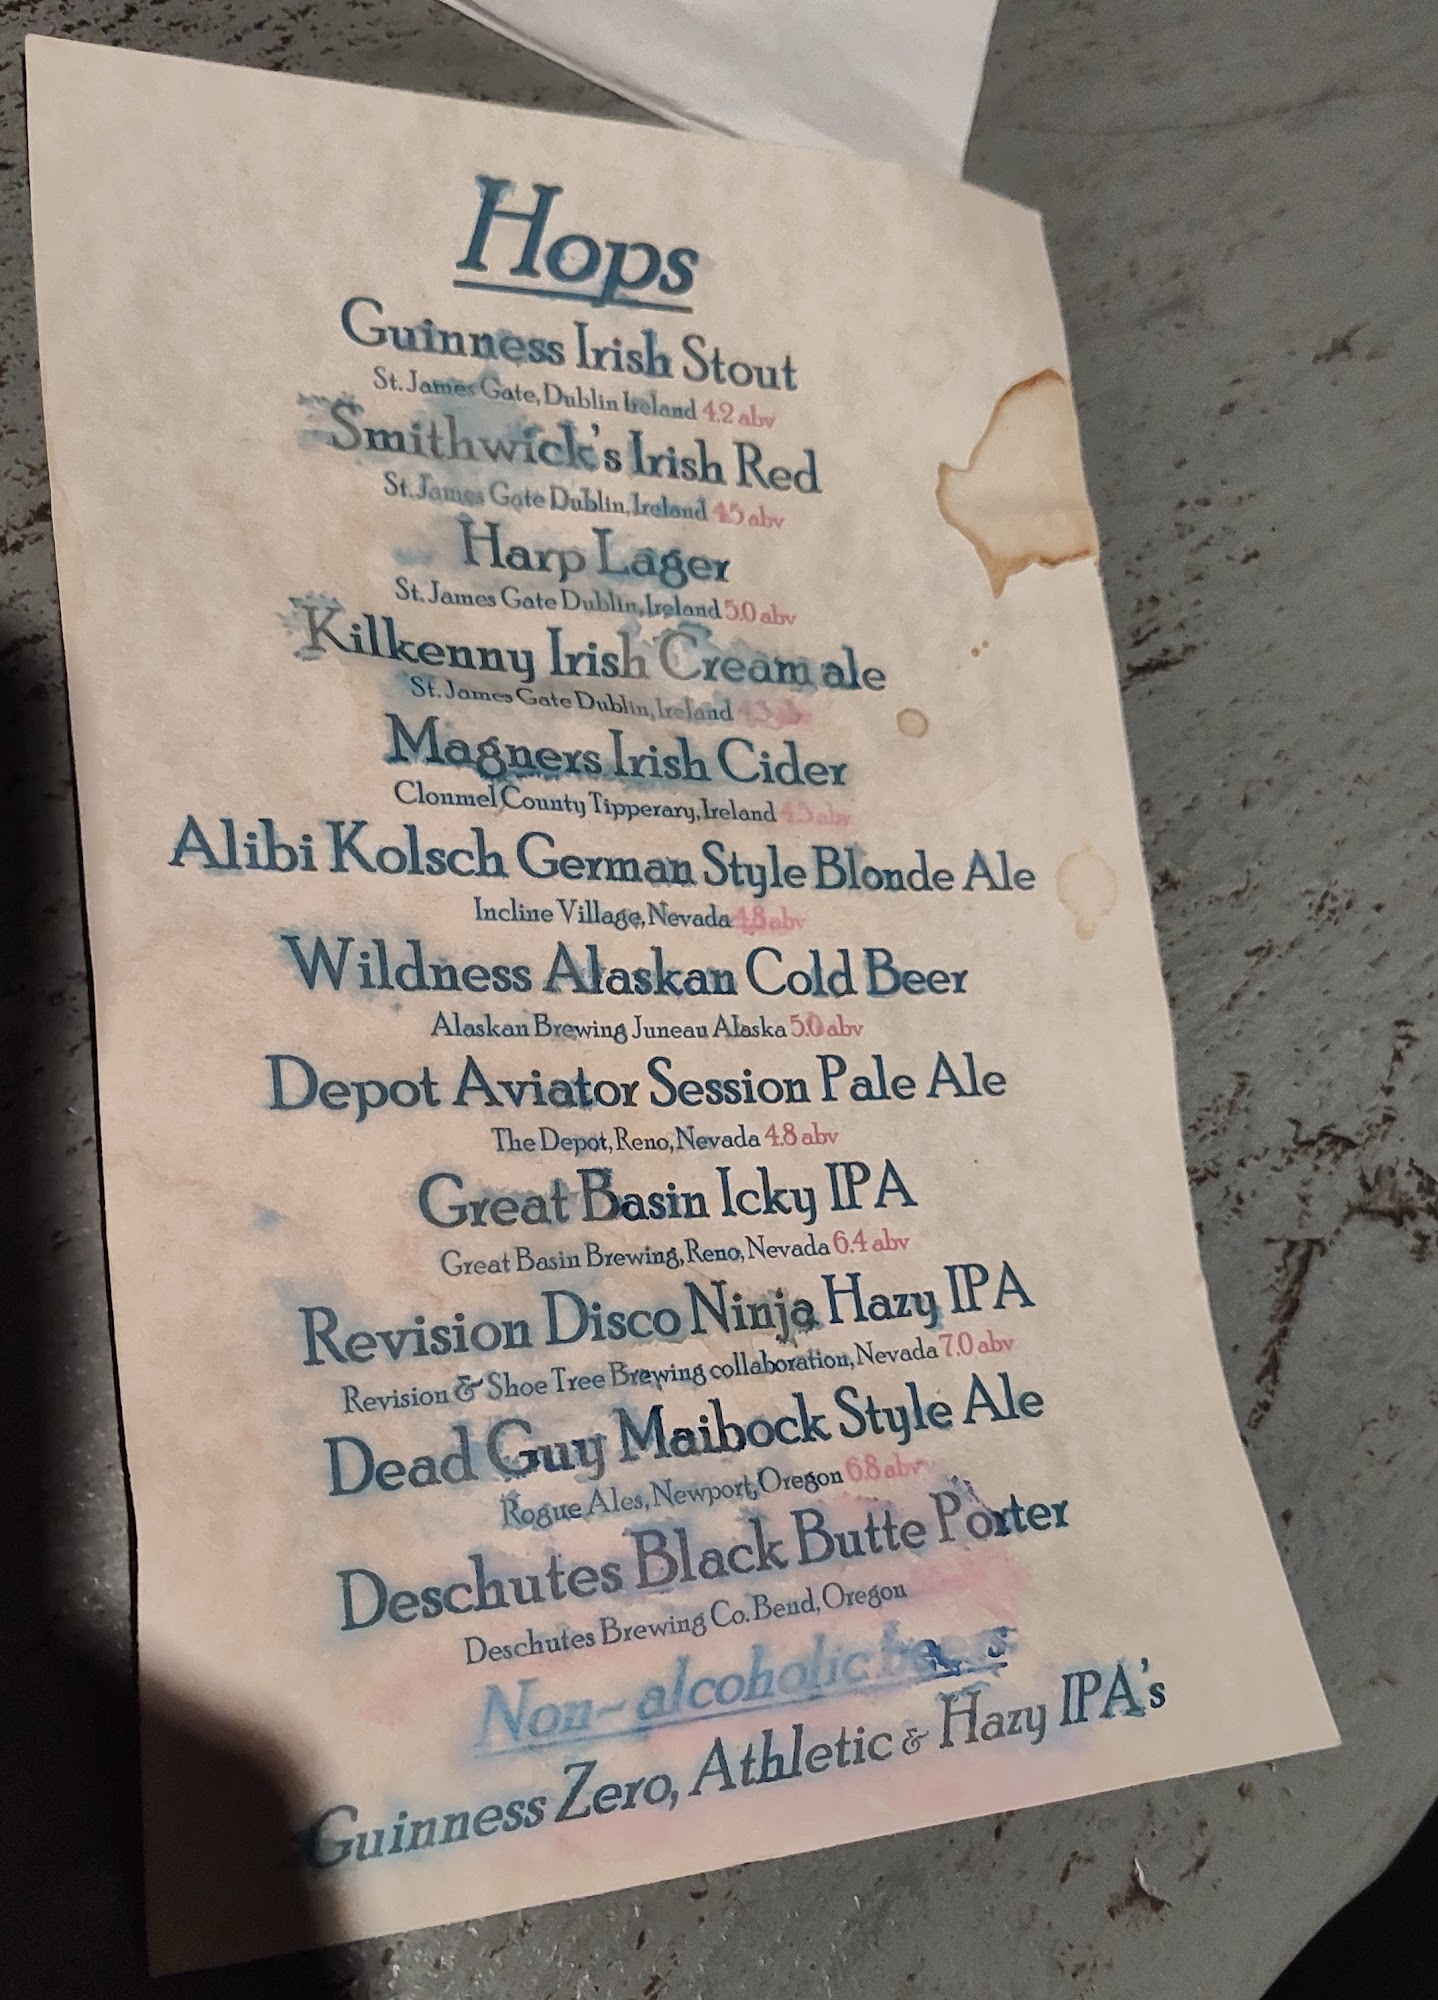 Hops
Guinness Irish Stout
St. James Gate, Dublin Ireland 4.2 abv
Smithwick's Irish Red
St. James Gate Dublin, Ireland 4.5 abv
Harp Lager
St. James Gate Dublin, Ireland 5.0 abv
Kilkenny Irish Cream ale
St. James Gate Dublin, Ireland
Magners Irish Cider
Clonmel County Tipperary, Ireland 4.5 abv
Alibi Kolsch German Style Blonde Ale
Incline Village, Nevada 4.8 abv
Wildness Alaskan Cold Beer
Alaskan Brewing Juneau Alaska 5.0 abv
Depot Aviator Session Pale Ale
The Depot, Reno, Nevada 4.8 abv
Great Basin Icky IPA
Great Basin Brewing, Reno, Nevada 6.4 abv
Revision Disco Ninja Hazy IPA
Revision & Shoe Tree Brewing collaboration, Nevada 7.0 abv
Dead Guy Maibock Style Ale
Rogue Ales, Newport, Oregon 6.8 abv
Deschutes Black Butte Porter
Deschutes Brewing Co. Bend, Oregon
Non-alcoholic beers
Guinness Zero, Athletic & Hazy IPA's